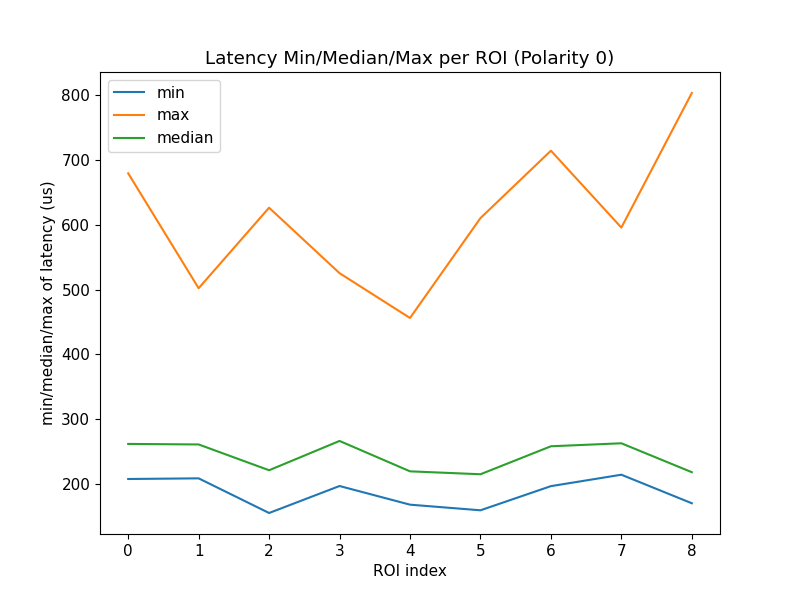 Latency Min/Median/Max per ROI (Polarity 0)
min
max
median
800
700
600
500
400
300
200
min/median/max of latency (us)
0 1 2 3 4 5 6 7 8
ROI index